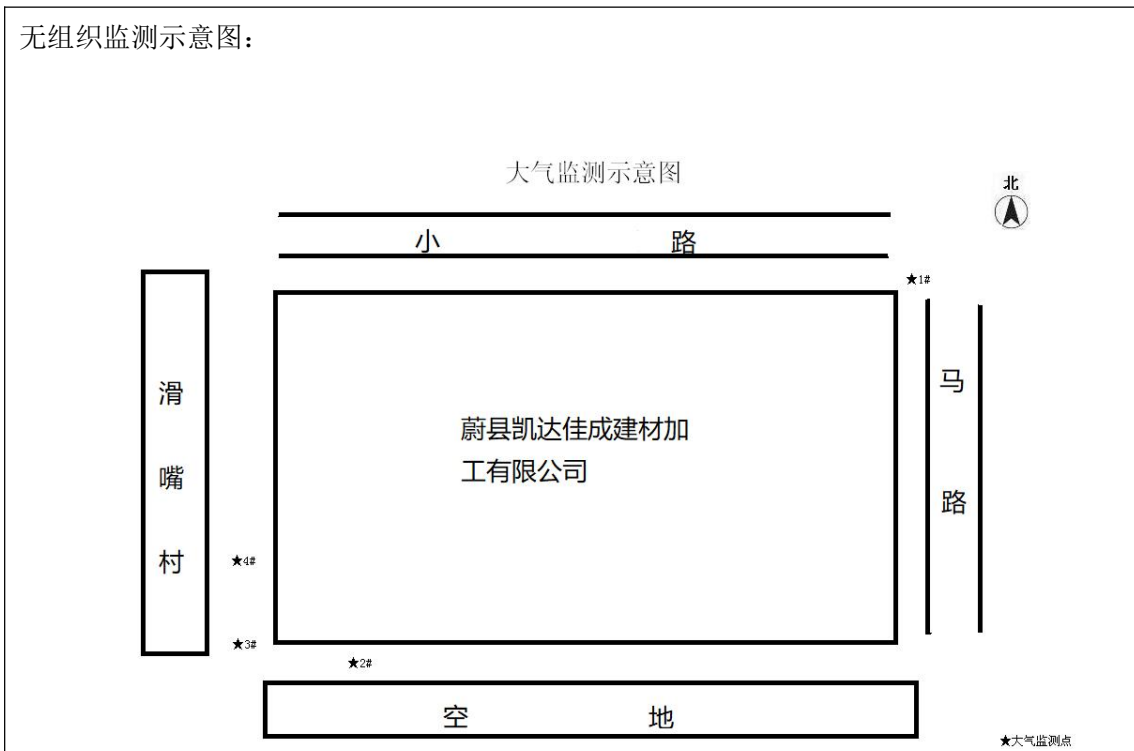 无组织监测示意图：
大气监测示意图
北
小 路
★1#
滑嘴村
马路
蔚县凯达佳成建材加
工有限公司
★4#
★3#
★2#
空 地
★大气监测点